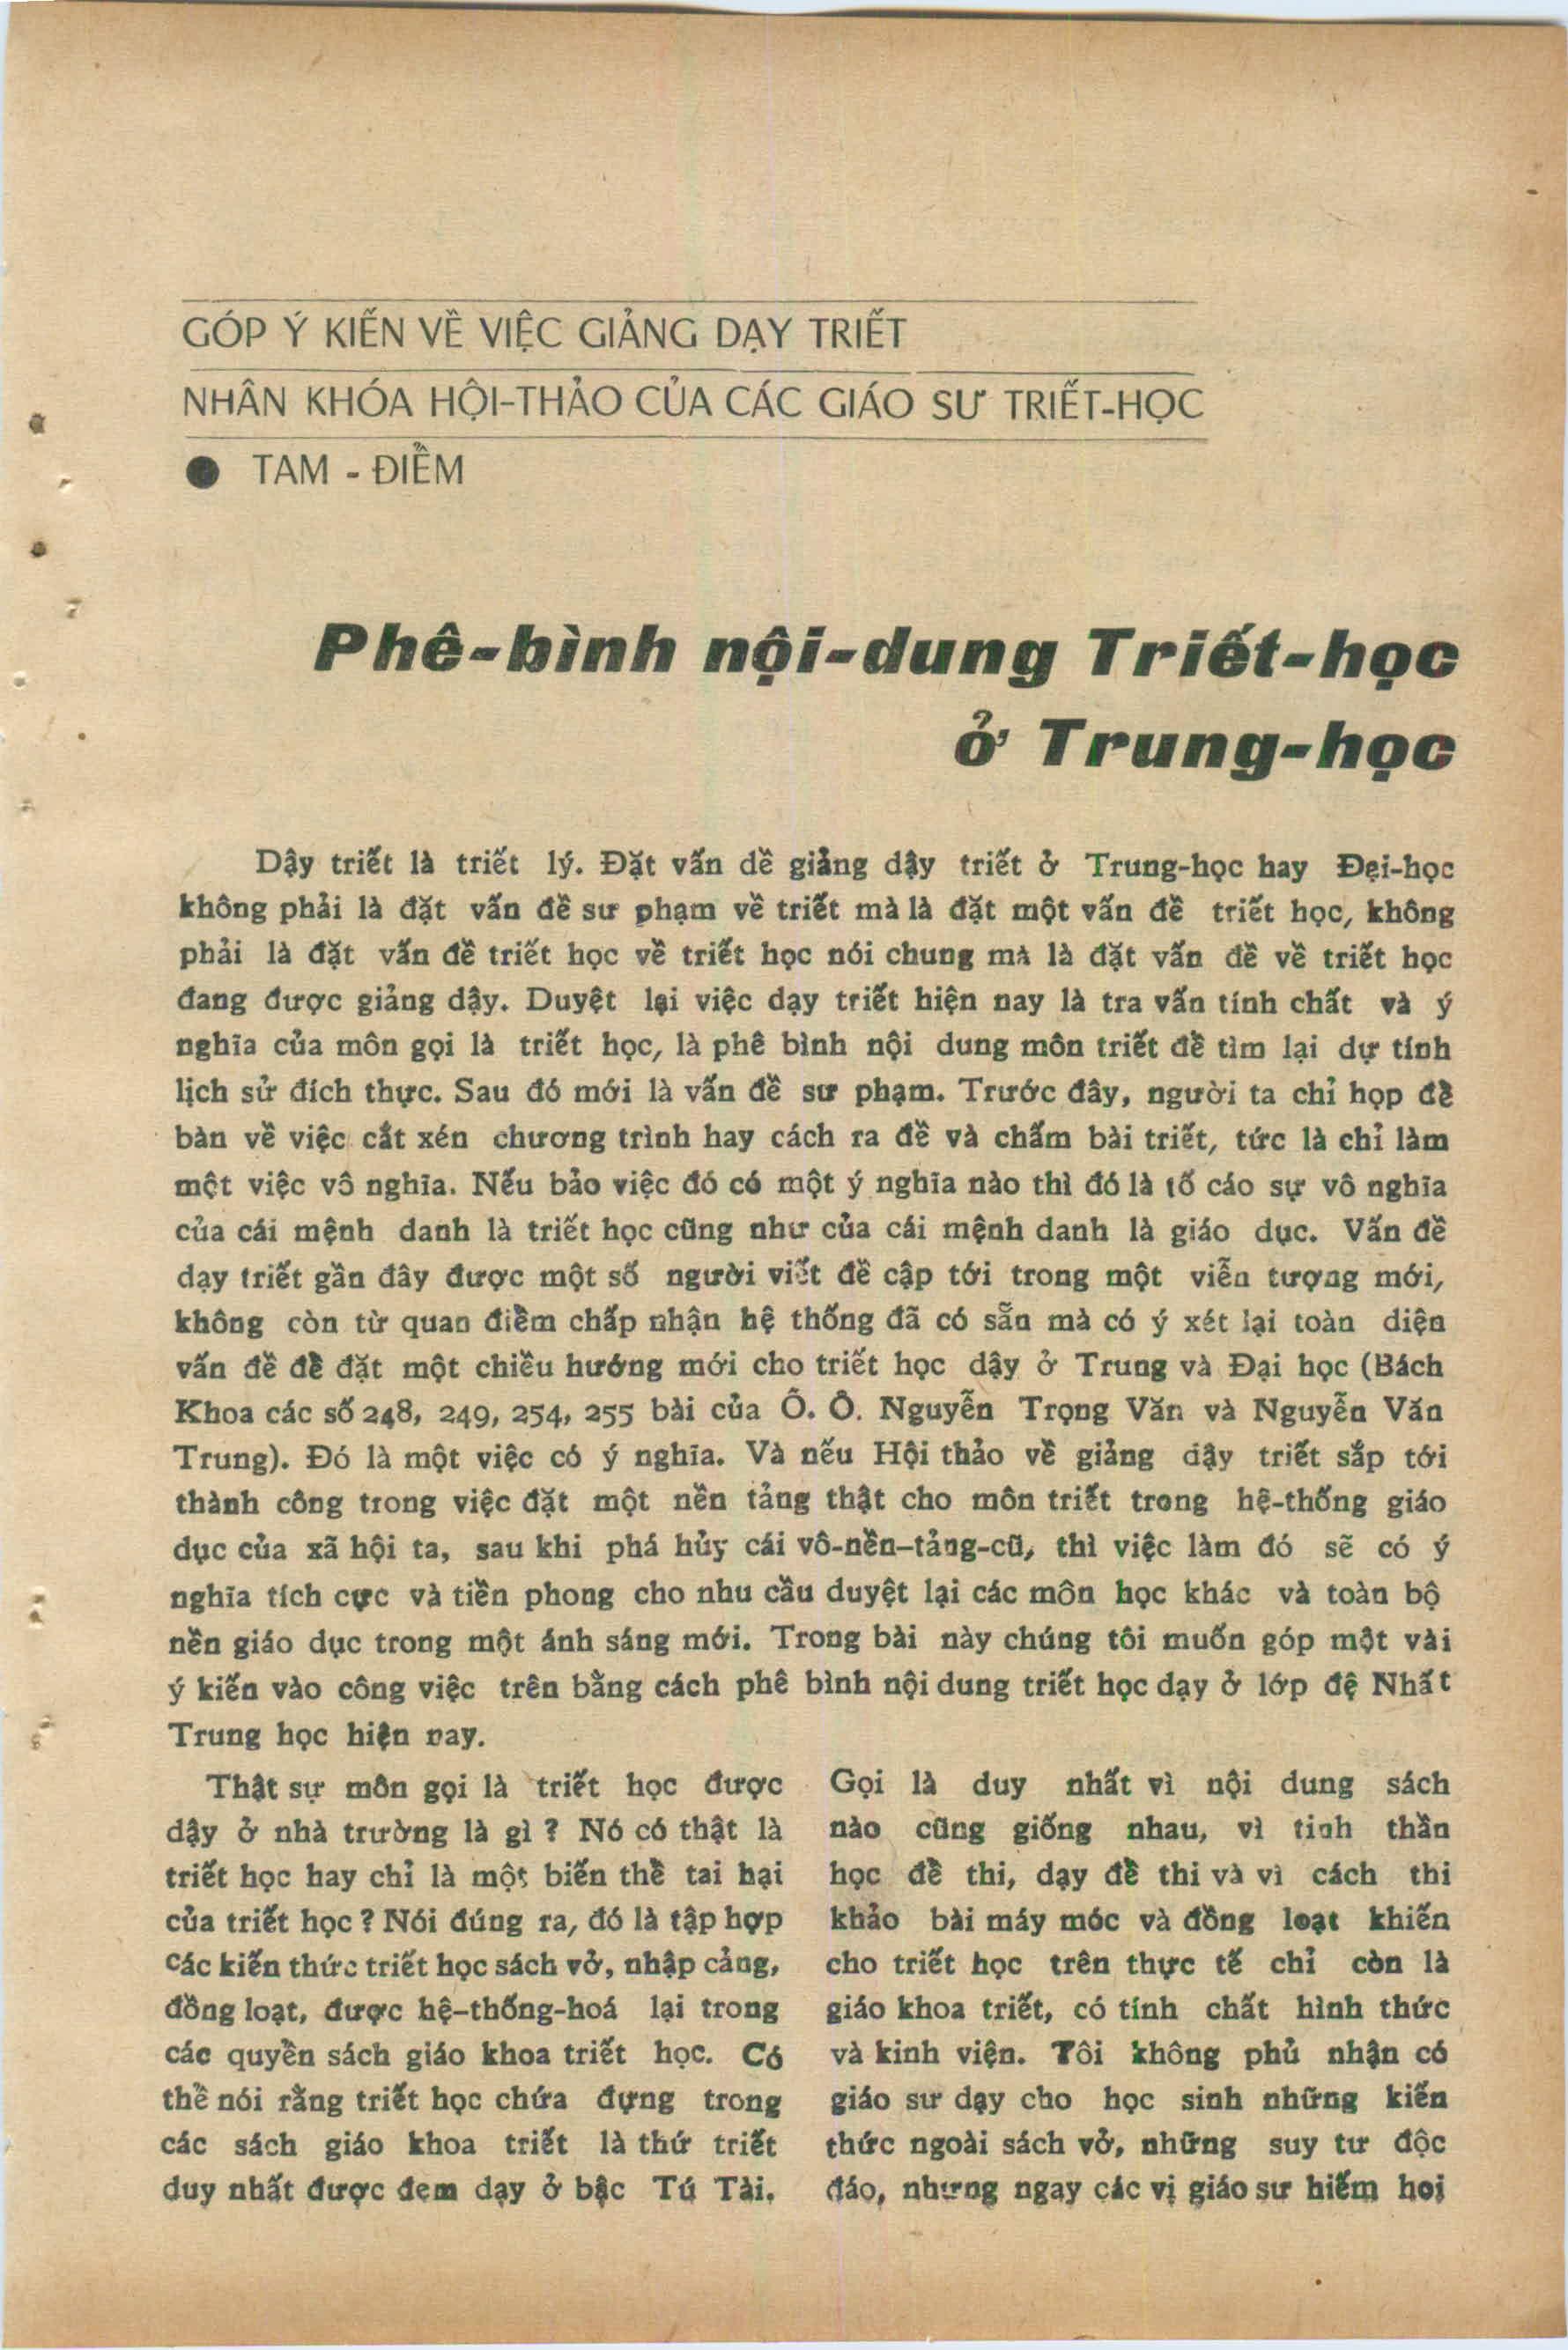 GÓP Ý KIẾN VỀ VIỆC GIẢNG DẠY TRIẾT
NHÂN KHÓA HỘI-THẢO CỦA CÁC GIÁO SƯ TRIẾT-HỌC
● TAM - ĐIỂM
Phê-bình nội-dung Triết-học
ở Trung-học
Dậy triết là triết lý. Đặt vấn dề giảng dậy triết ở Trung-học hay Đại-học
không phải là đặt vấn đề sư phạm về triết mà là đặt một vấn đề triết học, không
phải là đặt vấn đề triết học về triết học nói chung mà là đặt vấn đề về triết học
đang được giảng dậy. Duyệt lại việc dạy triết hiện nay là tra vấn tính chất và ý
nghĩa của môn gọi là triết học, là phê bình nội dung môn triết để tìm lại dự tính
lịch sử đích thực. Sau đó mới là vấn đề sư phạm. Trước đây, người ta chỉ họp để
bàn về việc cắt xén chương trình hay cách ra đề và chấm bài triết, tức là chỉ làm
một việc vô nghĩa. Nếu bảo việc đó có một ý nghĩa nào thì đó là tố cáo sự vô nghĩa
của cái mệnh danh là triết học cũng như của cái mệnh danh là giáo dục. Vấn đề
dạy triết gần đây được một số người viết đề cập tới trong một viễn tượng mới,
không còn từ quan điểm chấp nhận hệ thống đã có sẵn mà có ý xét lại toàn diện
vấn đề để đặt một chiều hướng mới cho triết học dậy ở Trung và Đại học (Bách
Khoa các số 248, 249, 254, 255 bài của Ô. Ô. Nguyễn Trọng Văn và Nguyễn Văn
Trung). Đó là một việc có ý nghĩa. Và nếu Hội thảo về giảng dậy triết sắp tới
thành công trong việc đặt một nền tảng thật cho môn triết trong hệ-thống giáo
dục của xã hội ta, sau khi phá hủy cái vô-nền-tảng-cũ, thì việc làm đó sẽ có ý
nghĩa tích cực và tiền phong cho nhu cầu duyệt lại các môn học khác và toàn bộ
nền giáo dục trong một ánh sáng mới. Trong bài này chúng tôi muốn góp một vài
ý kiến vào công việc trên bằng cách phê bình nội dung triết học dạy ở lớp đệ Nhất
Trung học hiện nay.
Thật sự môn gọi là triết học được
dậy ở nhà trường là gì ? Nó có thật là
triết học hay chỉ là một biến thể tai hại
của triết học ? Nói đúng ra, đó là tập hợp
các kiến thức triết học sách vở, nhập cảng,
đồng loạt, được hệ-thống-hoá lại trong
các quyển sách giáo khoa triết học. Có
thể nói rằng triết học chứa đựng trong
các sách giáo khoa triết là thứ triết
duy nhất được đem dạy ở bậc Tú Tài.
Gọi là duy nhất vì nội dung sách
nào cũng giống nhau, vì tinh thần
học để thi, dạy để thi và vì cách thi
khảo bài máy móc và đồng loạt khiến
cho triết học trên thực tế chỉ còn là
giáo khoa triết, có tính chất hình thức
và kinh viện. Tôi không phủ nhận có
giáo sư dạy cho học sinh những kiến
thức ngoài sách vở, những suy tư độc
đáo, nhưng ngay các vị giáo sư hiếm hoi